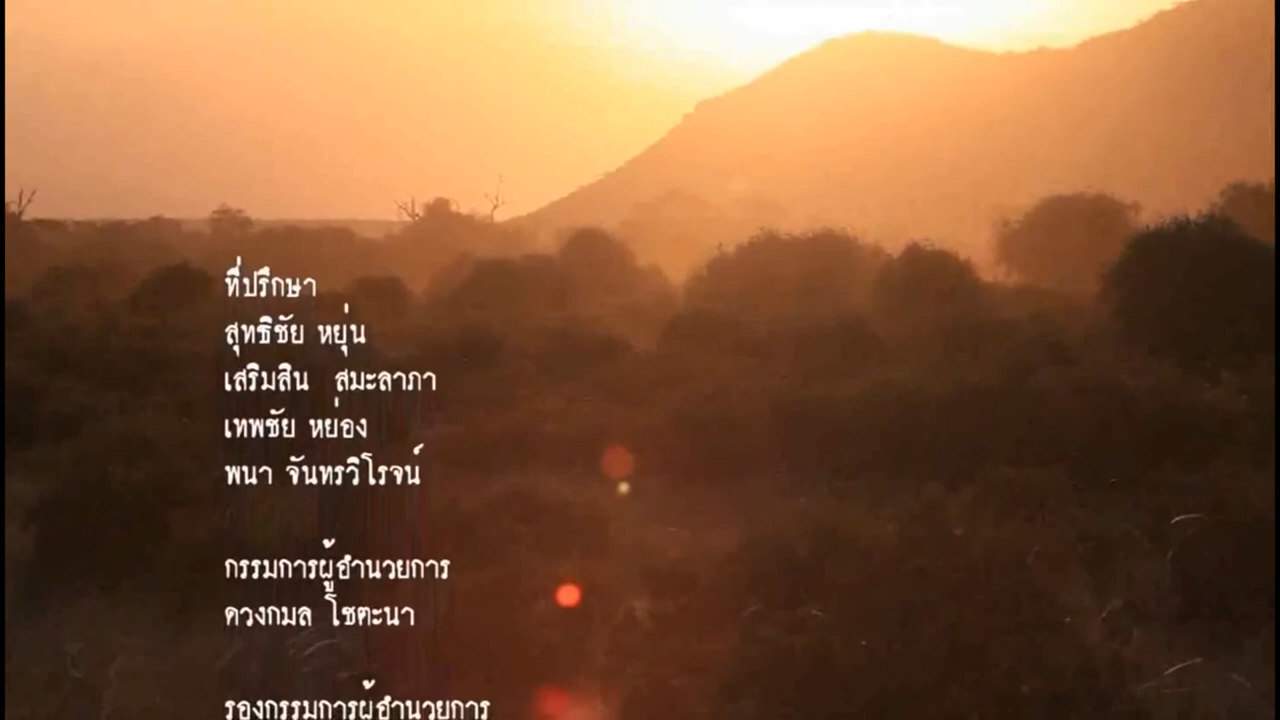 ที่ปรึกษา
สุทธิชัย หยุ่น
เสริมสิน สมะลาภา
เทพชัย หย่อง
พนา จันทรวิโรจน์
กรรมการผู้อำนวยการ
ดวงกมล โชตะนา
รองกรรมการผู้อำนวยการ